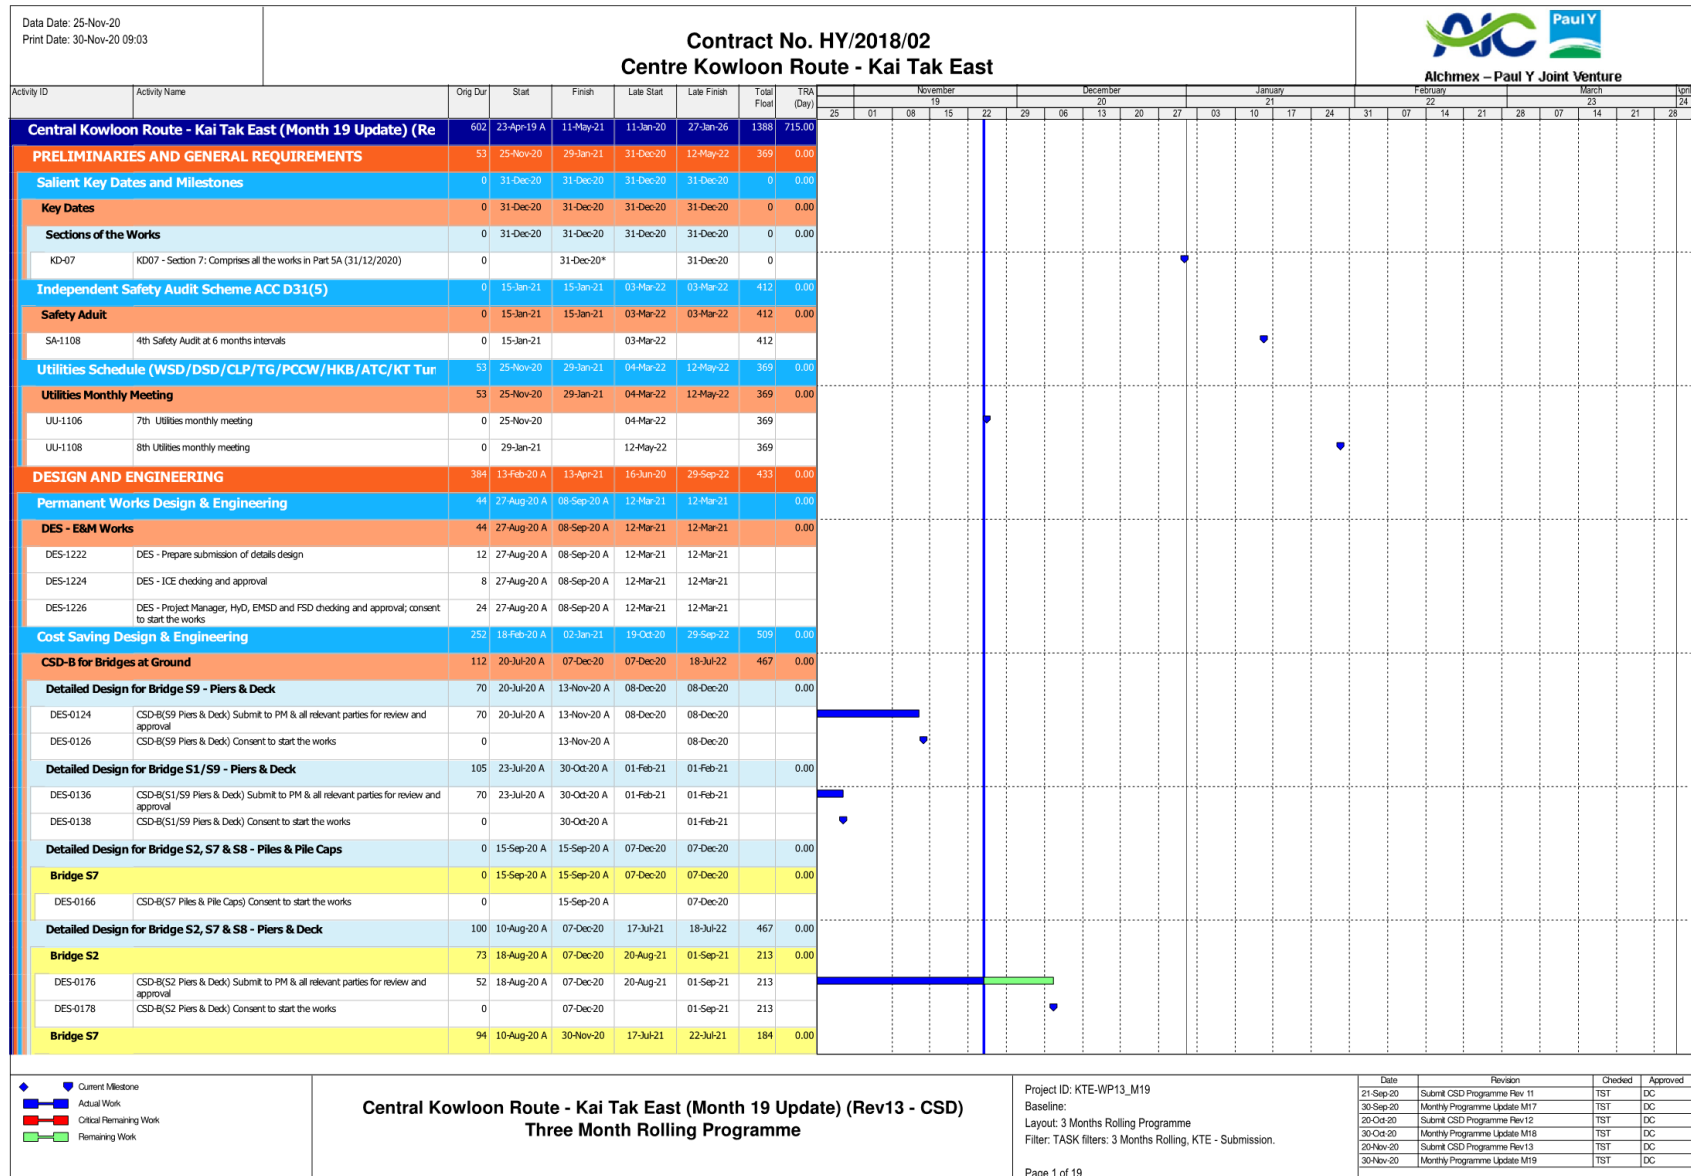 Data Date: 25-Nov-20
Print Date: 30-Nov-20 09:03
Contract No. HY/2018/02
Centre Kowloon Route - Kai Tak East
AJC
Paul Y
Alchmex – Paul Y Joint Venture
Activity ID Activity Name Orig Dur Start Finish Late Start Late Finish Total Float TRA (Day)
November December January February March
19 20 21 22 23 24
25 01 08 15 22 29 06 13 20 27 03 10 17 24 31 07 14 21 28 07 14 21 28
Central Kowloon Route - Kai Tak East (Month 19 Update) (Re 602 23-Apr-19 A 11-May-21 11-Jan-20 27-Jan-26 1388 715.00
PRELIMINARIES AND GENERAL REQUIREMENTS 53 25-Nov-20 29-Jan-21 31-Dec-20 12-May-22 369 0.00
Salient Key Dates and Milestones 0 31-Dec-20 31-Dec-20 31-Dec-20 31-Dec-20 0 0.00
Key Dates 0 31-Dec-20 31-Dec-20 31-Dec-20 31-Dec-20 0 0.00
Sections of the Works 0 31-Dec-20 31-Dec-20 31-Dec-20 31-Dec-20 0 0.00
KD-07 KD07 - Section 7: Comprises all the works in Part 5A (31/12/2020) 0 31-Dec-20* 31-Dec-20 0
Independent Safety Audit Scheme ACC D31(5) 0 15-Jan-21 15-Jan-21 03-Mar-22 03-Mar-22 412 0.00
Safety Aduit 0 15-Jan-21 15-Jan-21 03-Mar-22 03-Mar-22 412 0.00
SA-1108 4th Safety Audit at 6 months intervals 0 15-Jan-21 03-Mar-22 412
Utilities Schedule (WSD/DSD/CLP/TG/PCCW/HKB/ATC/KT Tun 53 25-Nov-20 29-Jan-21 04-Mar-22 12-May-22 369 0.00
Utilities Monthly Meeting 53 25-Nov-20 29-Jan-21 04-Mar-22 12-May-22 369 0.00
UU-1106 7th Utilities monthly meeting 0 25-Nov-20 04-Mar-22 369
UU-1108 8th Utilities monthly meeting 0 29-Jan-21 12-May-22 369
DESIGN AND ENGINEERING 384 13-Feb-20 A 13-Apr-21 16-Jun-20 29-Sep-22 433 0.00
Permanent Works Design & Engineering 44 27-Aug-20 A 08-Sep-20 A 12-Mar-21 12-Mar-21 0.00
DES - E&M Works 44 27-Aug-20 A 08-Sep-20 A 12-Mar-21 12-Mar-21 0.00
DES-1222 DES - Prepare submission of details design 12 27-Aug-20 A 08-Sep-20 A 12-Mar-21 12-Mar-21
DES-1224 DES - ICE checking and approval 8 27-Aug-20 A 08-Sep-20 A 12-Mar-21 12-Mar-21
DES-1226 DES - Project Manager, HyD, EMSD and FSD checking and approval; consent 24 27-Aug-20 A 08-Sep-20 A 12-Mar-21 12-Mar-21
to start the works
Cost Saving Design & Engineering 252 18-Feb-20 A 02-Jan-21 19-Oct-20 29-Sep-22 509 0.00
CSD-B for Bridges at Ground 112 20-Jul-20 A 07-Dec-20 07-Dec-20 18-Jul-22 467 0.00
Detailed Design for Bridge S9 - Piers & Deck 70 20-Jul-20 A 13-Nov-20 A 08-Dec-20 08-Dec-20 0.00
DES-0124 CSD-B(S9 Piers & Deck) Submit to PM & all relevant parties for review and 70 20-Jul-20 A 13-Nov-20 A 08-Dec-20 08-Dec-20
approval
DES-0126 CSD-B(S9 Piers & Deck) Consent to start the works 0 13-Nov-20 A 08-Dec-20
Detailed Design for Bridge S1/S9 - Piers & Deck 105 23-Jul-20 A 30-Oct-20 A 01-Feb-21 01-Feb-21 0.00
DES-0136 CSD-B(S1/S9 Piers & Deck) Submit to PM & all relevant parties for review and 70 23-Jul-20 A 30-Oct-20 A 01-Feb-21 01-Feb-21
approval
DES-0138 CSD-B(S1/S9 Piers & Deck) Consent to start the works 0 30-Oct-20 A 01-Feb-21
Detailed Design for Bridge S2, S7 & S8 - Piles & Pile Caps 0 15-Sep-20 A 15-Sep-20 A 07-Dec-20 07-Dec-20 0.00
Bridge S7 0 15-Sep-20 A 15-Sep-20 A 07-Dec-20 07-Dec-20 0.00
DES-0166 CSD-B(S7 Piles & Pile Caps) Consent to start the works 0 15-Sep-20 A 07-Dec-20
Detailed Design for Bridge S2, S7 & S8 - Piers & Deck 100 10-Aug-20 A 07-Dec-20 17-Jul-21 18-Jul-22 467 0.00
Bridge S2 73 18-Aug-20 A 07-Dec-20 20-Aug-21 01-Sep-21 213 0.00
DES-0176 CSD-B(S2 Piers & Deck) Submit to PM & all relevant parties for review and 52 18-Aug-20 A 07-Dec-20 20-Aug-21 01-Sep-21 213
approval
DES-0178 CSD-B(S2 Piers & Deck) Consent to start the works 0 07-Dec-20 01-Sep-21 213
Bridge S7 94 10-Aug-20 A 30-Nov-20 17-Jul-21 22-Jul-21 184 0.00
Current Milestone
Actual Work
Critical Remaining Work
Remaining Work
Central Kowloon Route - Kai Tak East (Month 19 Update) (Rev13 - CSD)
Three Month Rolling Programme
Project ID: KTE-WP13_M19
Baseline:
Layout: 3 Months Rolling Programme
Filter: TASK filters: 3 Months Rolling, KTE - Submission.
Page 1 of 19
Date Revision Checked Approved
21-Sep-20 Submit CSD Programme Rev 11 TST DC
30-Sep-20 Monthly Programme Update M17 TST DC
20-Oct-20 Submit CSD Programme Rev12 TST DC
30-Oct-20 Monthly Programme Update M18 TST DC
20-Nov-20 Submit CSD Programme Rev13 TST DC
30-Nov-20 Monthly Programme Update M19 TST DC